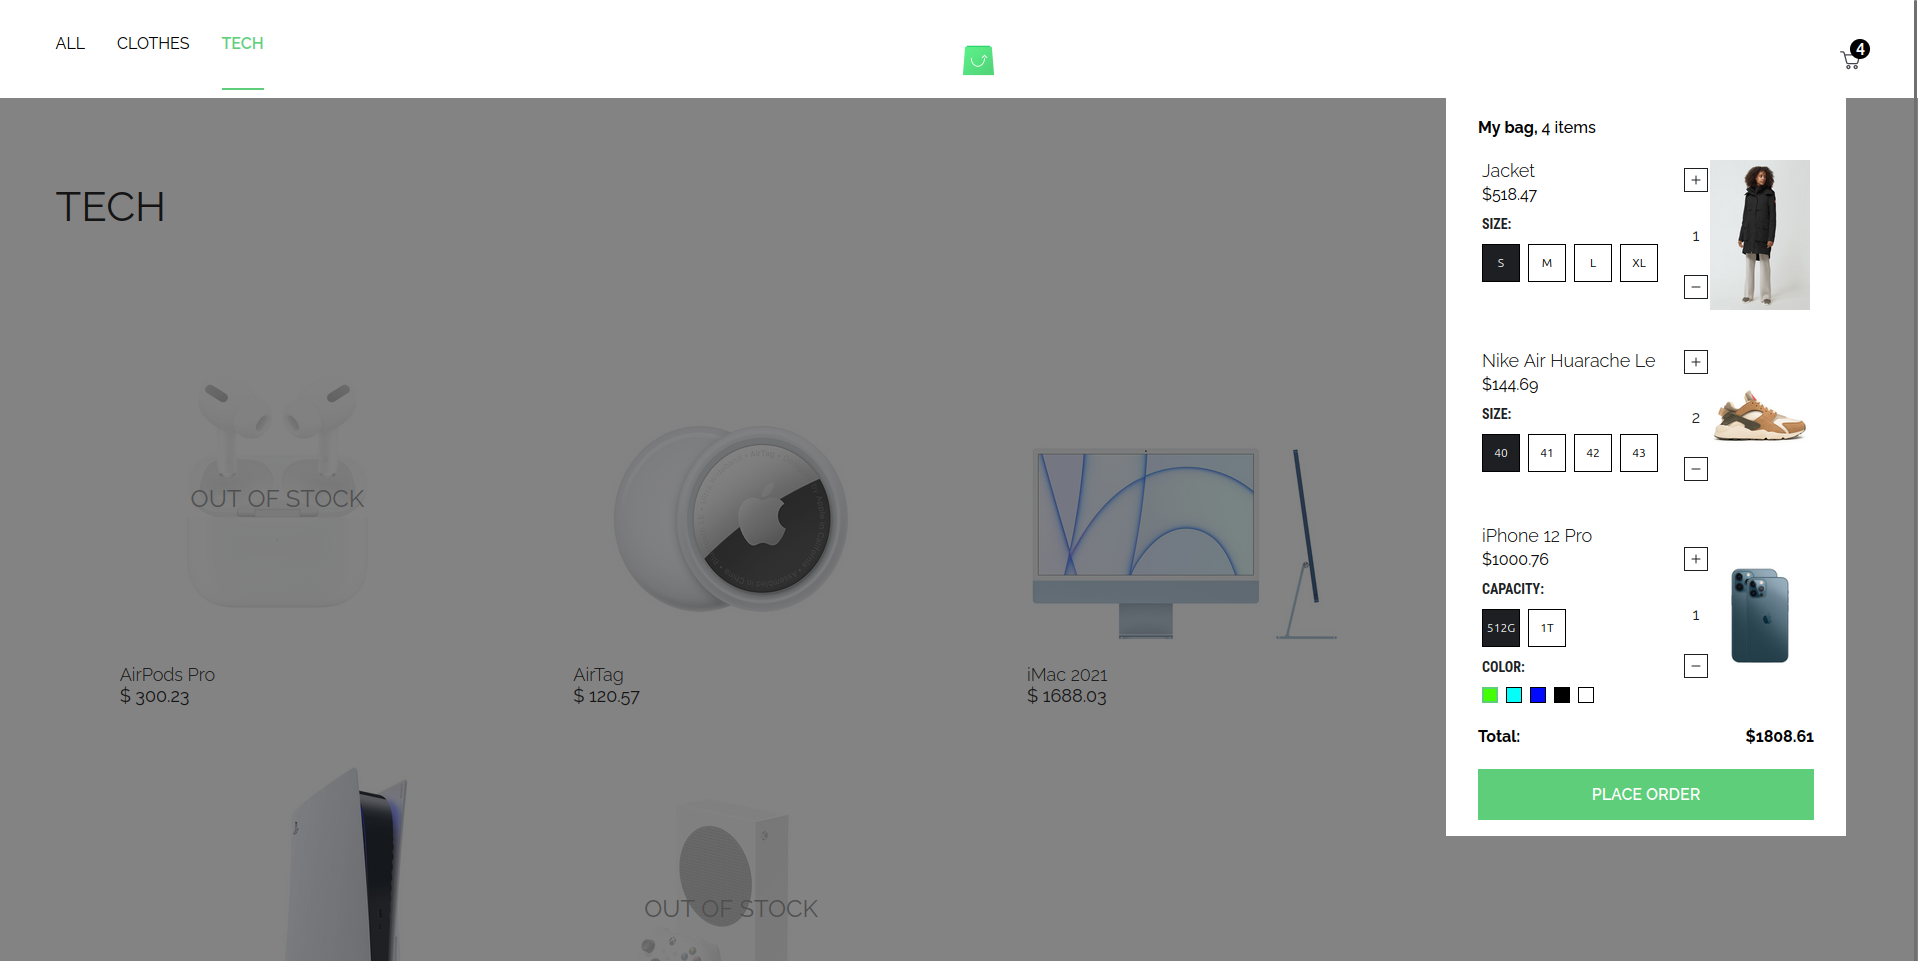 ALL CLOTHES TECH
4
TECH
My bag, 4 items
Jacket
$518.47
SIZE:
S M L XL
+
1
−
Nike Air Huarache Le
$144.69
SIZE:
40 41 42 43
+
2
−
iPhone 12 Pro
$1000.76
CAPACITY:
512G 1T
COLOR:
+
1
−
Total: $1808.61
PLACE ORDER
OUT OF STOCK
AirPods Pro
$ 300.23
AirTag
$ 120.57
iMac 2021
$ 1688.03
OUT OF STOCK